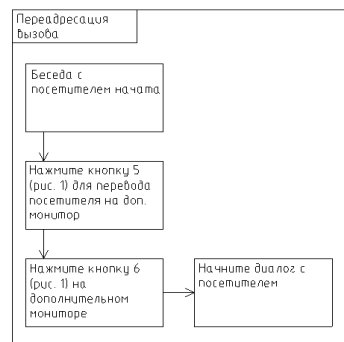 Переадресация
вызова
Беседа с
посетителем начата
Нажмите кнопку 5
(рис. 1) для перевода
посетителя на доп.
монитор
Нажмите кнопку 6
(рис. 1) на
дополнительном
мониторе
Начните диалог с
посетителем